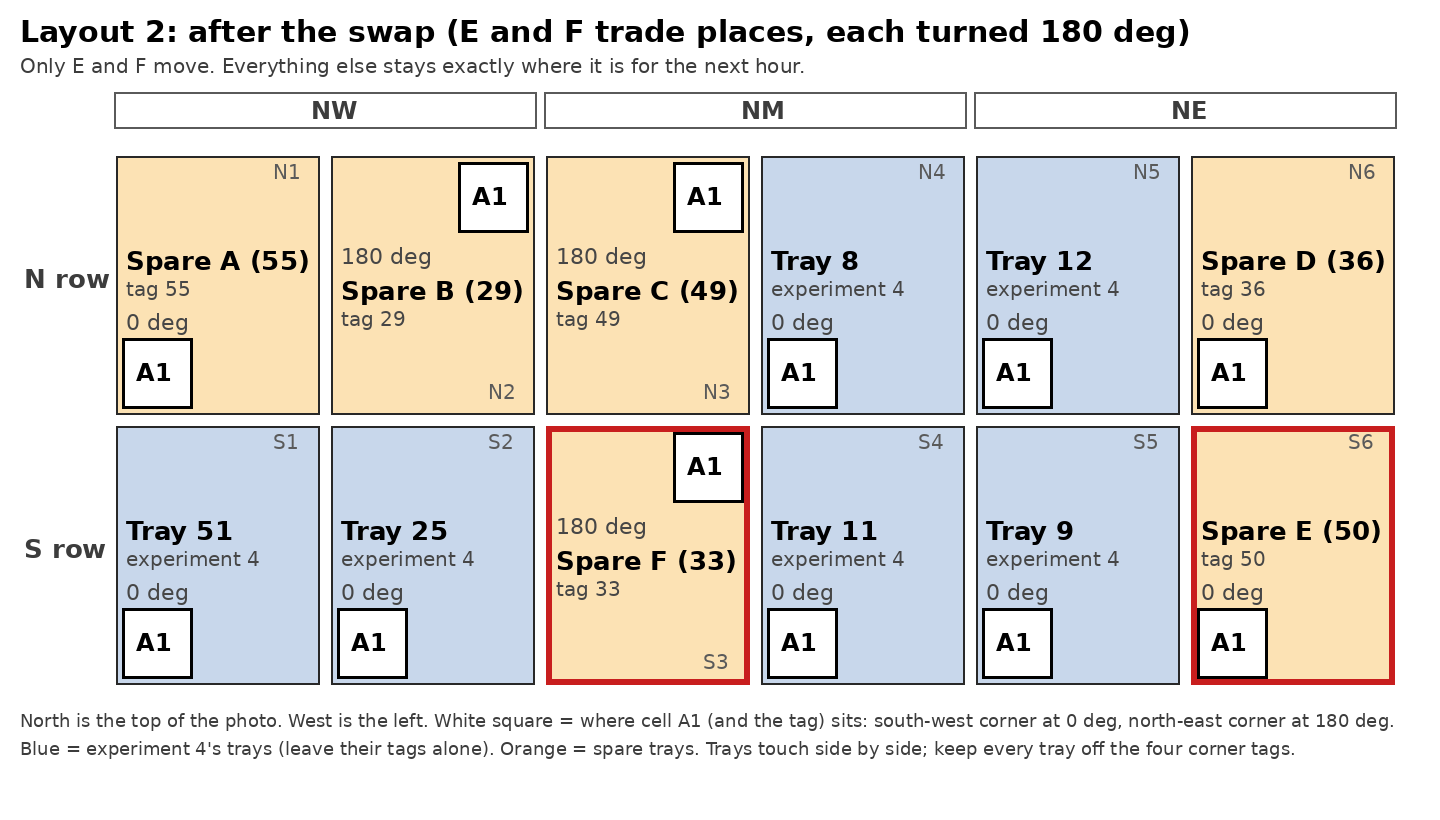 Layout 2: after the swap (E and F trade places, each turned 180 deg)
Only E and F move. Everything else stays exactly where it is for the next hour.
NW NM NE
N row
N1
Spare A (55)
tag 55
0 deg
A1
A1
180 deg
Spare B (29)
tag 29
N2
A1
180 deg
Spare C (49)
tag 49
N3
N4
Tray 8
experiment 4
0 deg
A1
N5
Tray 12
experiment 4
0 deg
A1
N6
Spare D (36)
tag 36
0 deg
A1
S row
S1
Tray 51
experiment 4
0 deg
A1
S2
Tray 25
experiment 4
0 deg
A1
A1
180 deg
Spare F (33)
tag 33
S3
S4
Tray 11
experiment 4
0 deg
A1
S5
Tray 9
experiment 4
0 deg
A1
S6
Spare E (50)
tag 50
0 deg
A1
North is the top of the photo. West is the left. White square = where cell A1 (and the tag) sits: south-west corner at 0 deg, north-east corner at 180 deg.
Blue = experiment 4's trays (leave their tags alone). Orange = spare trays. Trays touch side by side; keep every tray off the four corner tags.